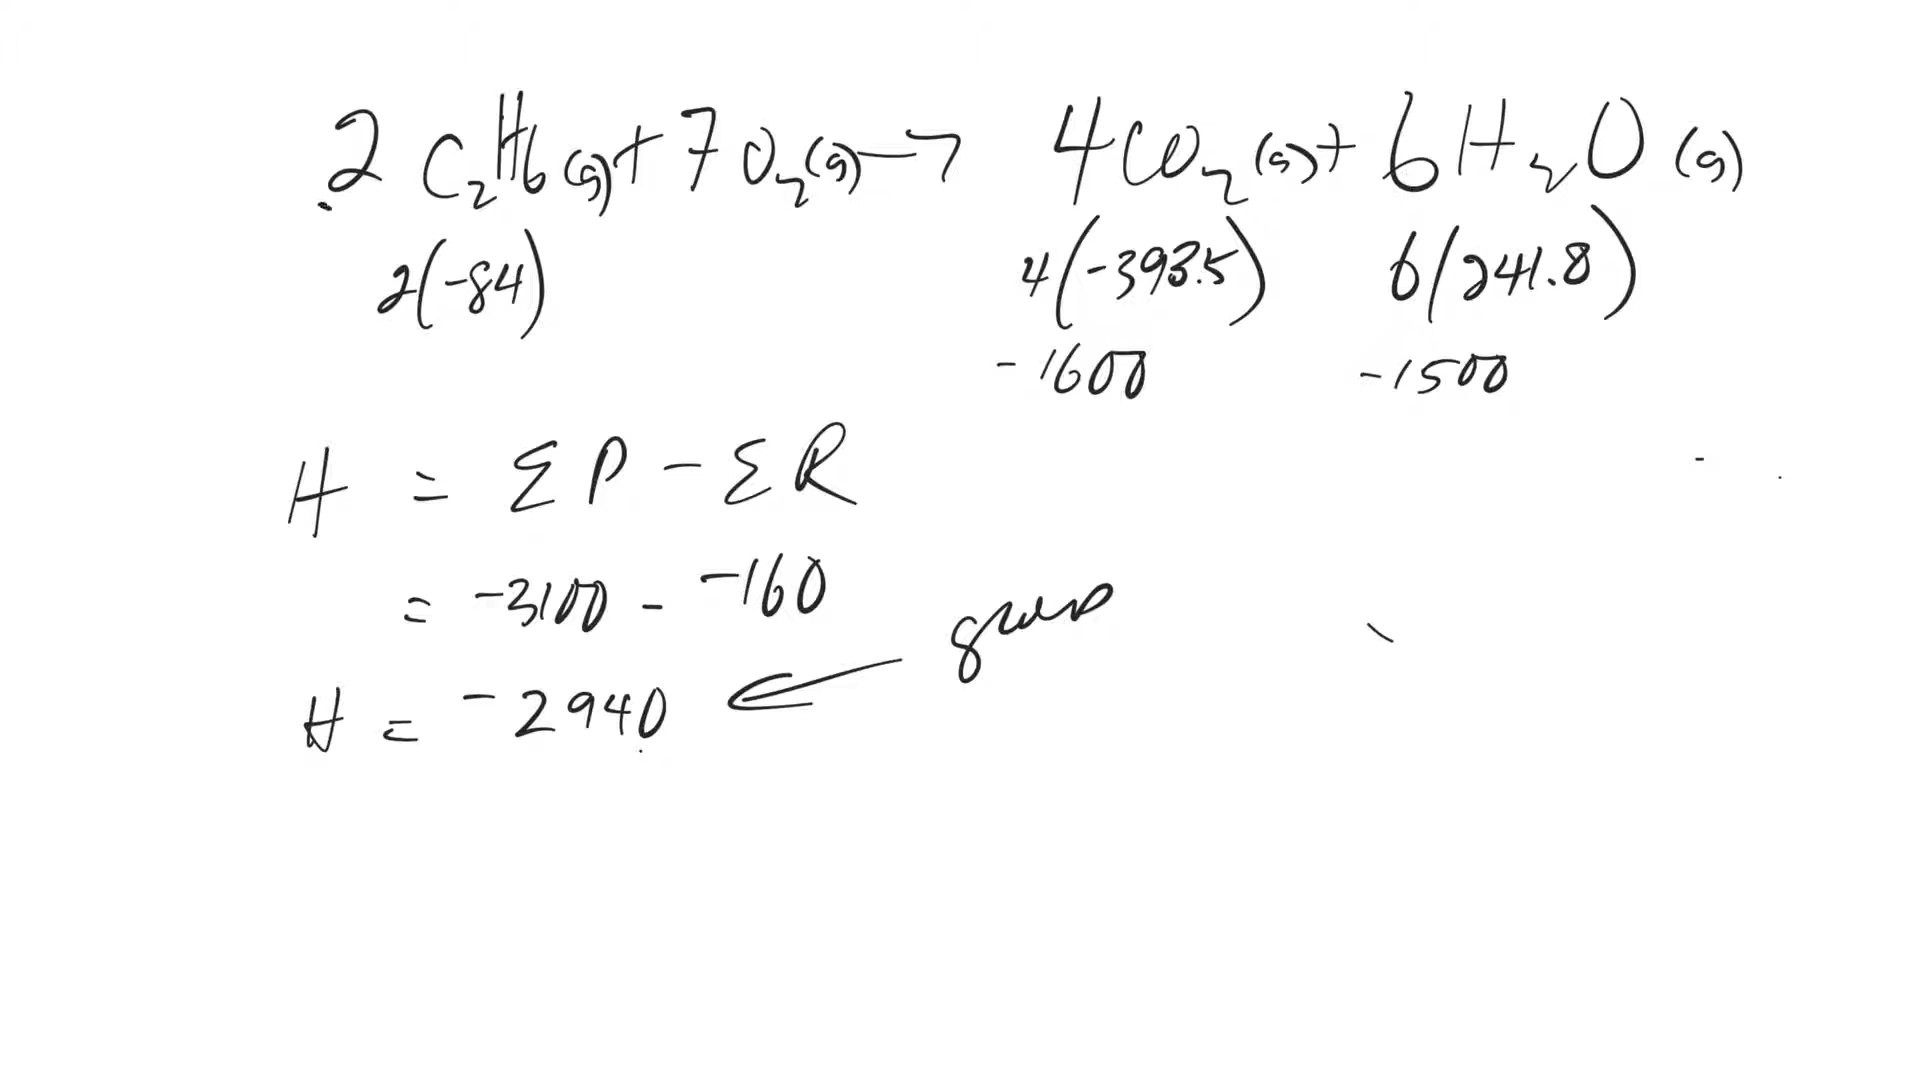 2 C₂H₆(g) + 7 O₂(g) → 4 CO₂(g) + 6 H₂O (g)
2(-84) 4(-393.5) 6(241.8)
-1600 -1500
H = ΣP - ΣR
= -3100 - -160
H = -2940 ←